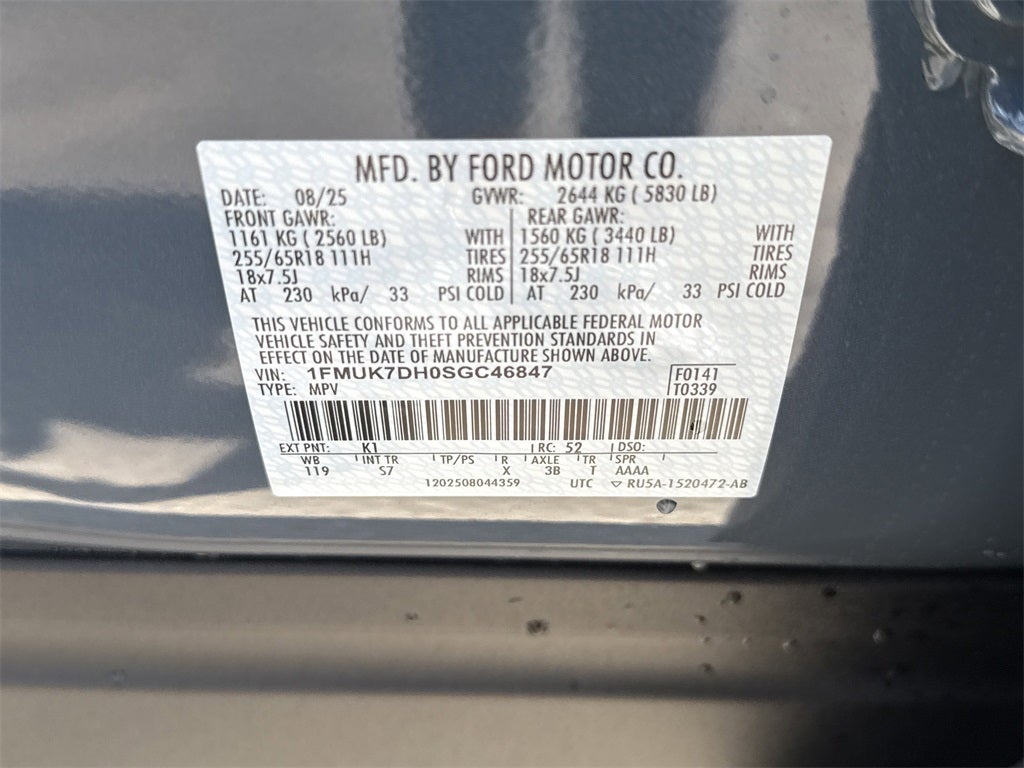 MFD. BY FORD MOTOR CO.
DATE: 08/25 GVWR: 2644 KG ( 5830 LB)
FRONT GAWR: REAR GAWR:
1161 KG ( 2560 LB) WITH 1560 KG ( 3440 LB) WITH
255/65R18 111H TIRES 255/65R18 111H TIRES
18x7.5J RIMS 18x7.5J RIMS
AT 230 kPa/ 33 PSI COLD AT 230 kPa/ 33 PSI COLD
THIS VEHICLE CONFORMS TO ALL APPLICABLE FEDERAL MOTOR
VEHICLE SAFETY AND THEFT PREVENTION STANDARDS IN
EFFECT ON THE DATE OF MANUFACTURE SHOWN ABOVE.
VIN: 1FMUK7DH0SGC46847 F0141
TYPE: MPV T0339
EXT PNT: K1 RC: 52 DSO:
WB INT TR TP/PS R AXLE TR SPR
119 S7 X 3B T AAAA
1202508044359 UTC ▽ RU5A-1520472-AB